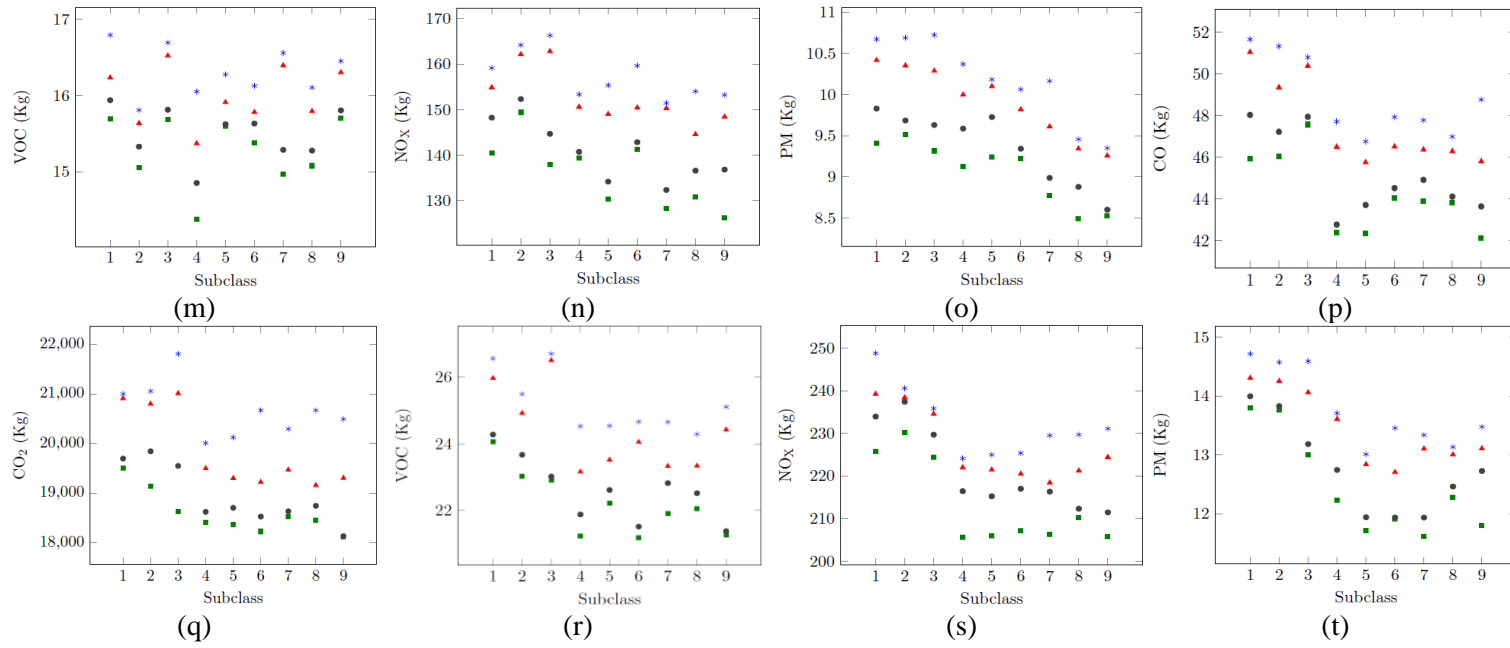 17
16
15
VOC (Kg)
1 2 3 4 5 6 7 8 9
Subclass
(m)
170
160
150
140
130
NOX (Kg)
1 2 3 4 5 6 7 8 9
Subclass
(n)
11
10.5
10
9.5
9
8.5
PM (Kg)
1 2 3 4 5 6 7 8 9
Subclass
(o)
52
50
48
46
44
42
CO (Kg)
1 2 3 4 5 6 7 8 9
(p)
22,000
21,000
20,000
19,000
18,000
CO2 (Kg)
1 2 3 4 5 6 7 8 9
Subclass
(q)
26
24
22
VOC (Kg)
1 2 3 4 5 6 7 8 9
Subclass
(r)
250
240
230
220
210
200
NOX (Kg)
1 2 3 4 5 6 7 8 9
Subclass
(s)
15
14
13
12
PM (Kg)
1 2 3 4 5 6 7 8 9
Subclass
(t)